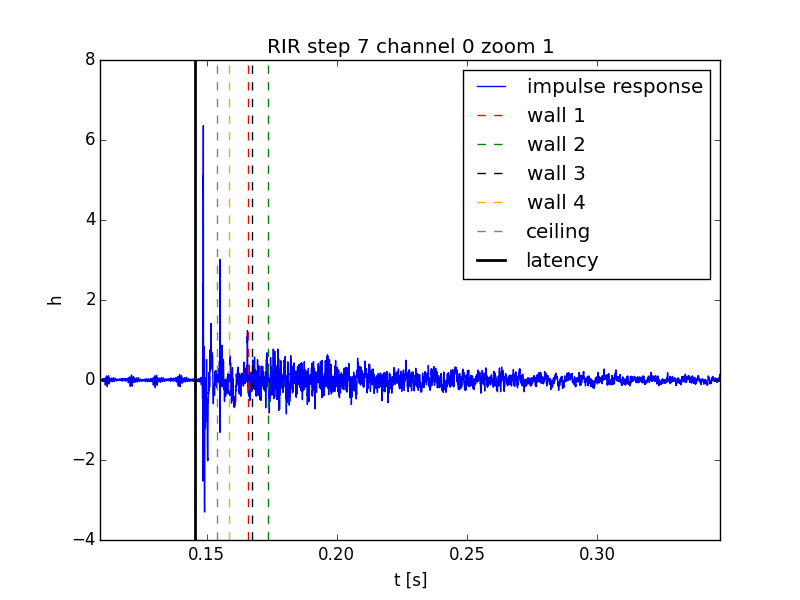 RIR step 7 channel 0 zoom 1
8
6
4
2
0
−2
−4
h
impulse response
wall 1
wall 2
wall 3
wall 4
ceiling
latency
0.15
0.20
0.25
0.30
t [s]